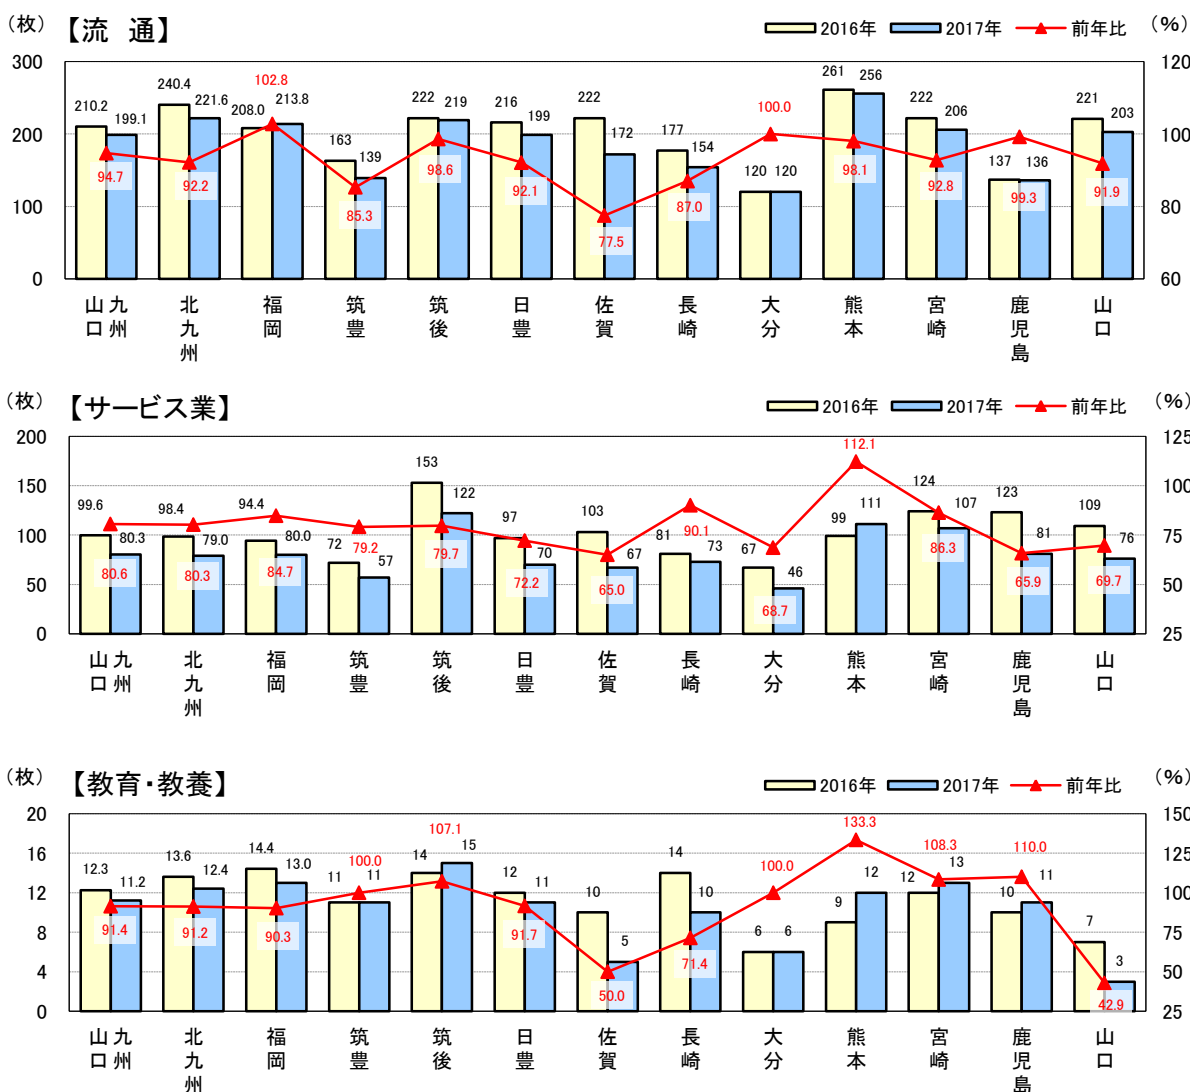 （枚）
【流　通】
2016年 2017年 前年比
（%）
300 120
200 100
100 80
0 60
210.2 199.1 240.4 221.6 208.0 213.8 163 139 222 219 216 199 222 172 177 154 120 120 261 256 222 206 137 136 221 203
94.7 92.2 102.8 85.3 98.6 92.1 77.5 87.0 100.0 98.1 92.8 99.3 91.9
九州山口 北九州 福岡 筑豊 筑後 日豊 佐賀 長崎 大分 熊本 宮崎 鹿児島 山口
（枚）
【サービス業】
2016年 2017年 前年比
（%）
200 125
150 100
100 75
50 50
0 25
99.6 80.3 98.4 79.0 94.4 80.0 72 57 153 122 97 70 103 67 81 73 67 46 99 111 124 107 123 81 109 76
80.6 80.3 84.7 79.2 79.7 72.2 65.0 90.1 68.7 112.1 86.3 65.9 69.7
九州山口 北九州 福岡 筑豊 筑後 日豊 佐賀 長崎 大分 熊本 宮崎 鹿児島 山口
（枚）
【教育・教養】
2016年 2017年 前年比
（%）
20 150
16 125
12 100
8 75
4 50
0 25
12.3 11.2 13.6 12.4 14.4 13.0 11 11 14 15 12 11 10 5 14 10 6 6 9 12 12 13 10 11 7 3
91.4 91.2 90.3 100.0 107.1 91.7 50.0 71.4 100.0 133.3 108.3 110.0 42.9
九州山口 北九州 福岡 筑豊 筑後 日豊 佐賀 長崎 大分 熊本 宮崎 鹿児島 山口